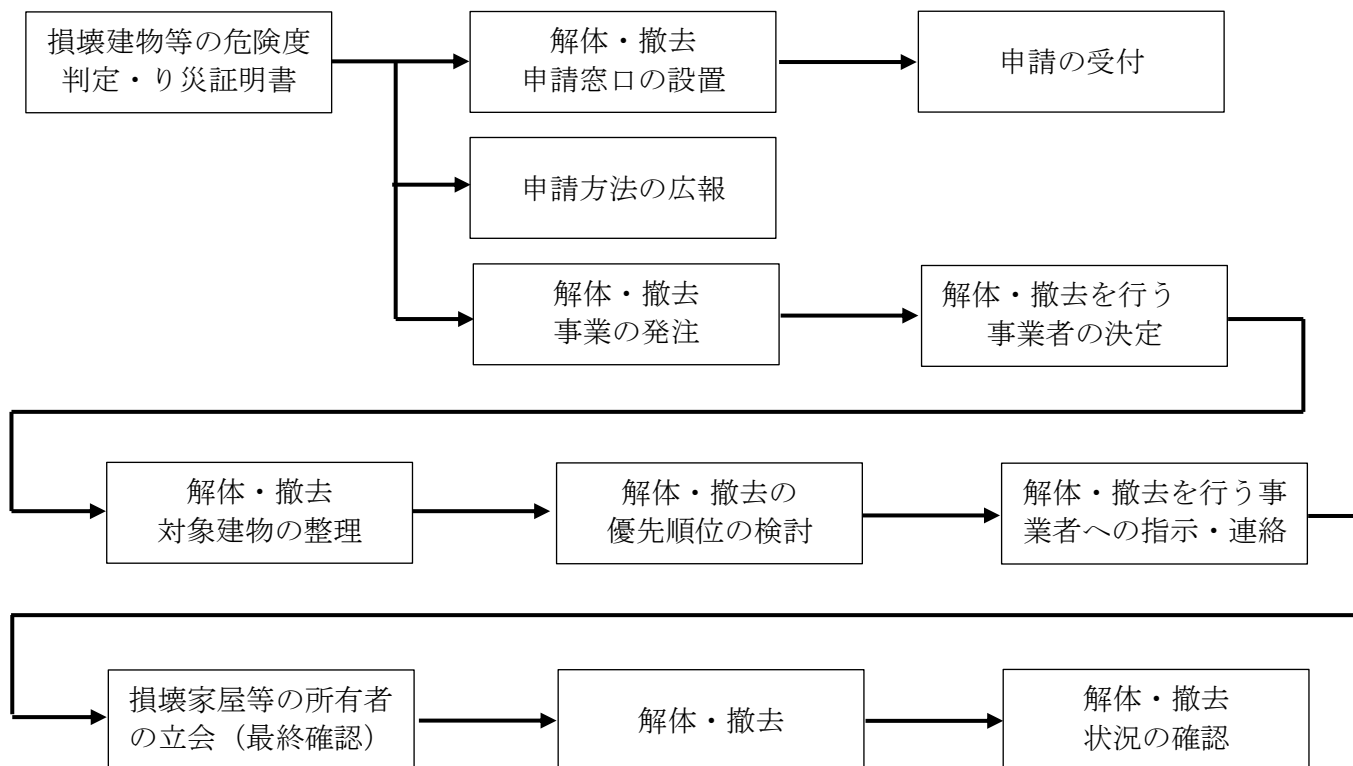 損壊建物等の危険度
判定・り災証明書
解体・撤去
申請窓口の設置
申請の受付
申請方法の広報
解体・撤去
事業の発注
解体・撤去を行う
事業者の決定
解体・撤去
対象建物の整理
解体・撤去の
優先順位の検討
解体・撤去を行う事
業者への指示・連絡
損壊家屋等の所有者
の立会（最終確認）
解体・撤去
解体・撤去
状況の確認